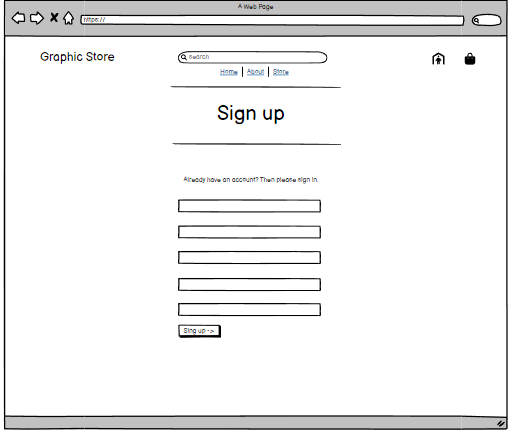 A Web Page
https://
Graphic Store
search
Home | About | Store
Sign up
Already have an account? Then please sign in.
Sing up ->